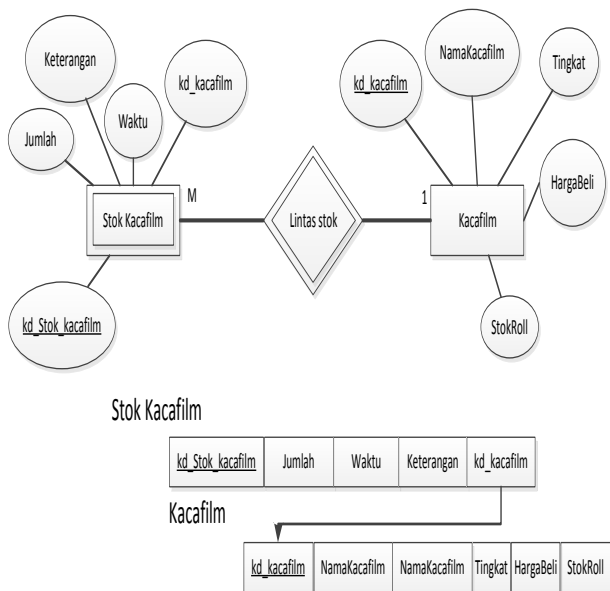 Keterangan
kd_kacafilm
NamaKacafilm
Tingkat
kd_kacafilm
Jumlah
Waktu
HargaBeli
M
1
Stok Kacafilm
Lintas stok
Kacafilm
kd_Stok_kacafilm
StokRoll
Stok Kacafilm
kd_Stok_kacafilm Jumlah Waktu Keterangan kd_kacafilm
Kacafilm
kd_kacafilm NamaKacafilm NamaKacafilm Tingkat HargaBeli StokRoll